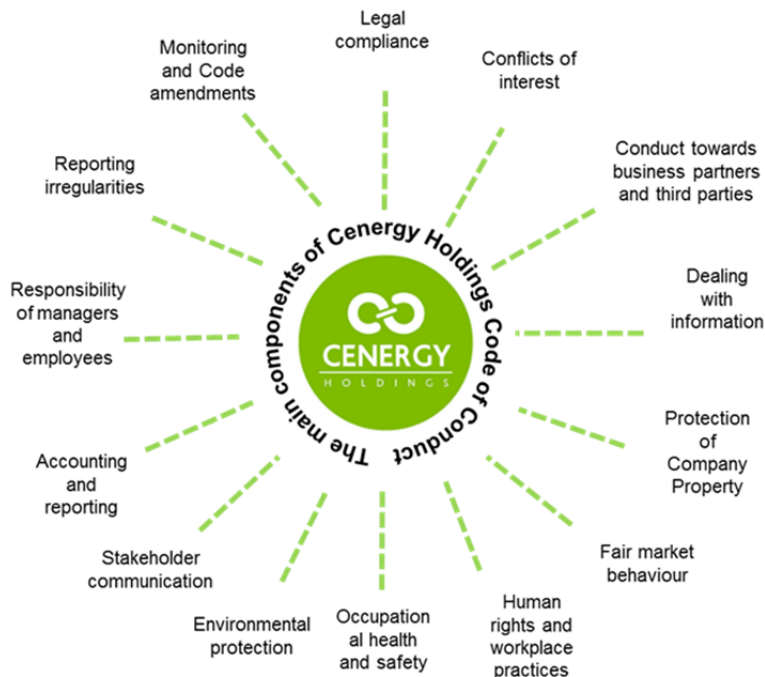 Legal
compliance
Conflicts of
interest
Conduct towards
business partners
and third parties
Dealing
with
information
Protection
of
Company
Property
Fair market
behaviour
Human
rights and
workplace
practices
Occupation
al health
and safety
Environmental
protection
Stakeholder
communication
Accounting
and
reporting
Responsibility
of managers
and
employees
Reporting
irregularities
Monitoring
and Code
amendments
The main components of Cenergy Holdings Code of Conduct
CENERGY
HOLDINGS